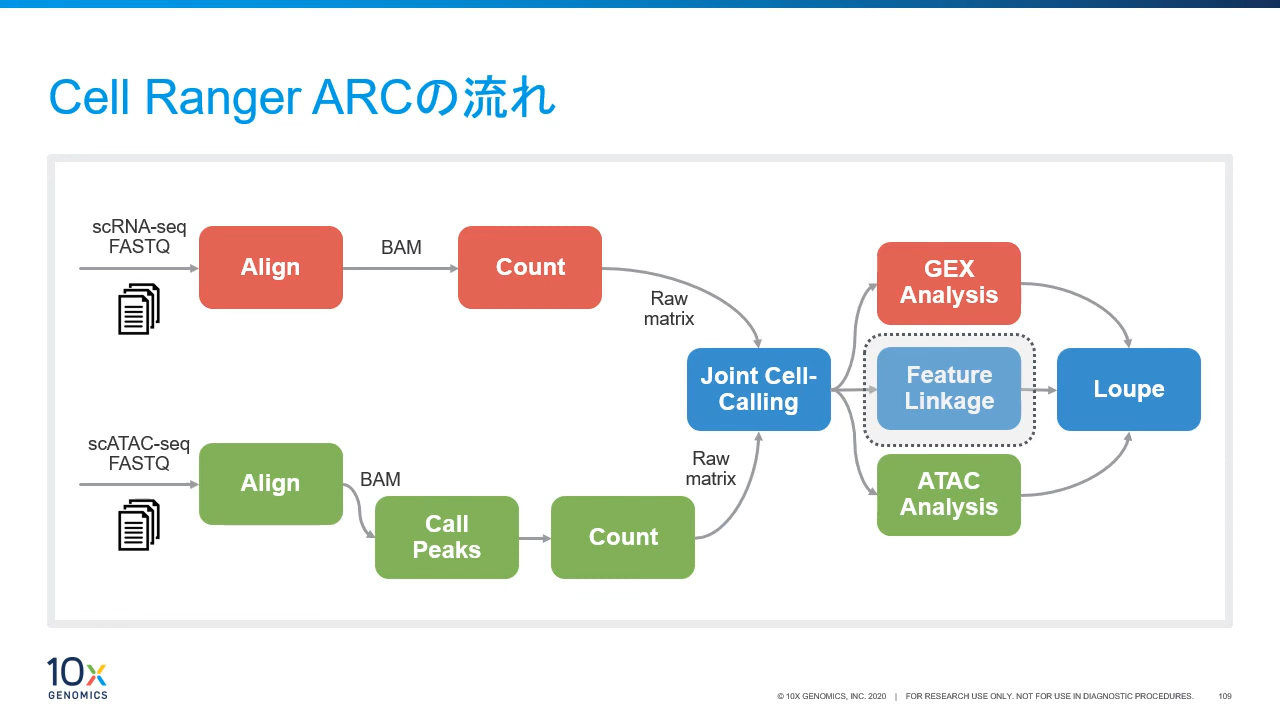 Cell Ranger ARCの流れ
scRNA-seq
FASTQ
Align
BAM
Count
Raw
matrix
scATAC-seq
FASTQ
Align
BAM
Call
Peaks
Count
Raw
matrix
Joint Cell-
Calling
GEX
Analysis
Feature
Linkage
ATAC
Analysis
Loupe
10x
GENOMICS
© 10X GENOMICS, INC. 2020 | FOR RESEARCH USE ONLY. NOT FOR USE IN DIAGNOSTIC PROCEDURES. 109